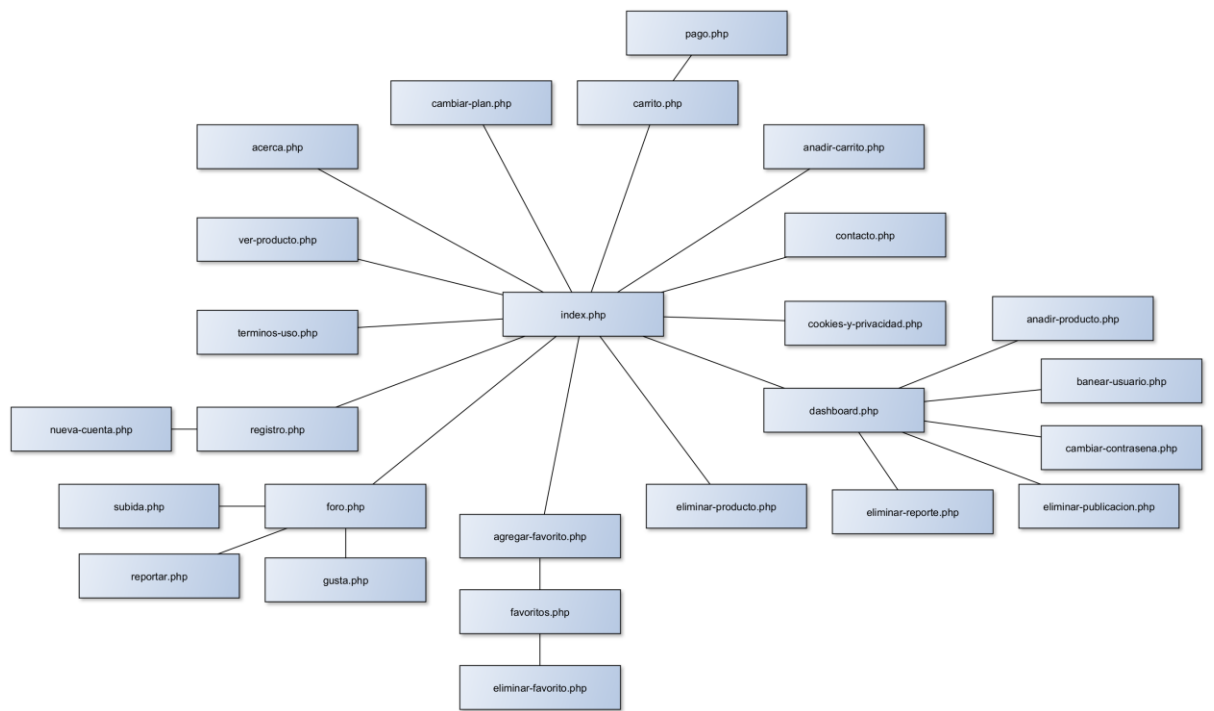 pago.php
cambiar-plan.php
carrito.php
acerca.php
anadir-carrito.php
ver-producto.php
contacto.php
index.php
terminos-uso.php
cookies-y-privacidad.php
anadir-producto.php
banear-usuario.php
dashboard.php
nueva-cuenta.php
registro.php
cambiar-contrasena.php
subida.php
foro.php
eliminar-producto.php
eliminar-reporte.php
eliminar-publicacion.php
agregar-favorito.php
reportar.php
gusta.php
favoritos.php
eliminar-favorito.php